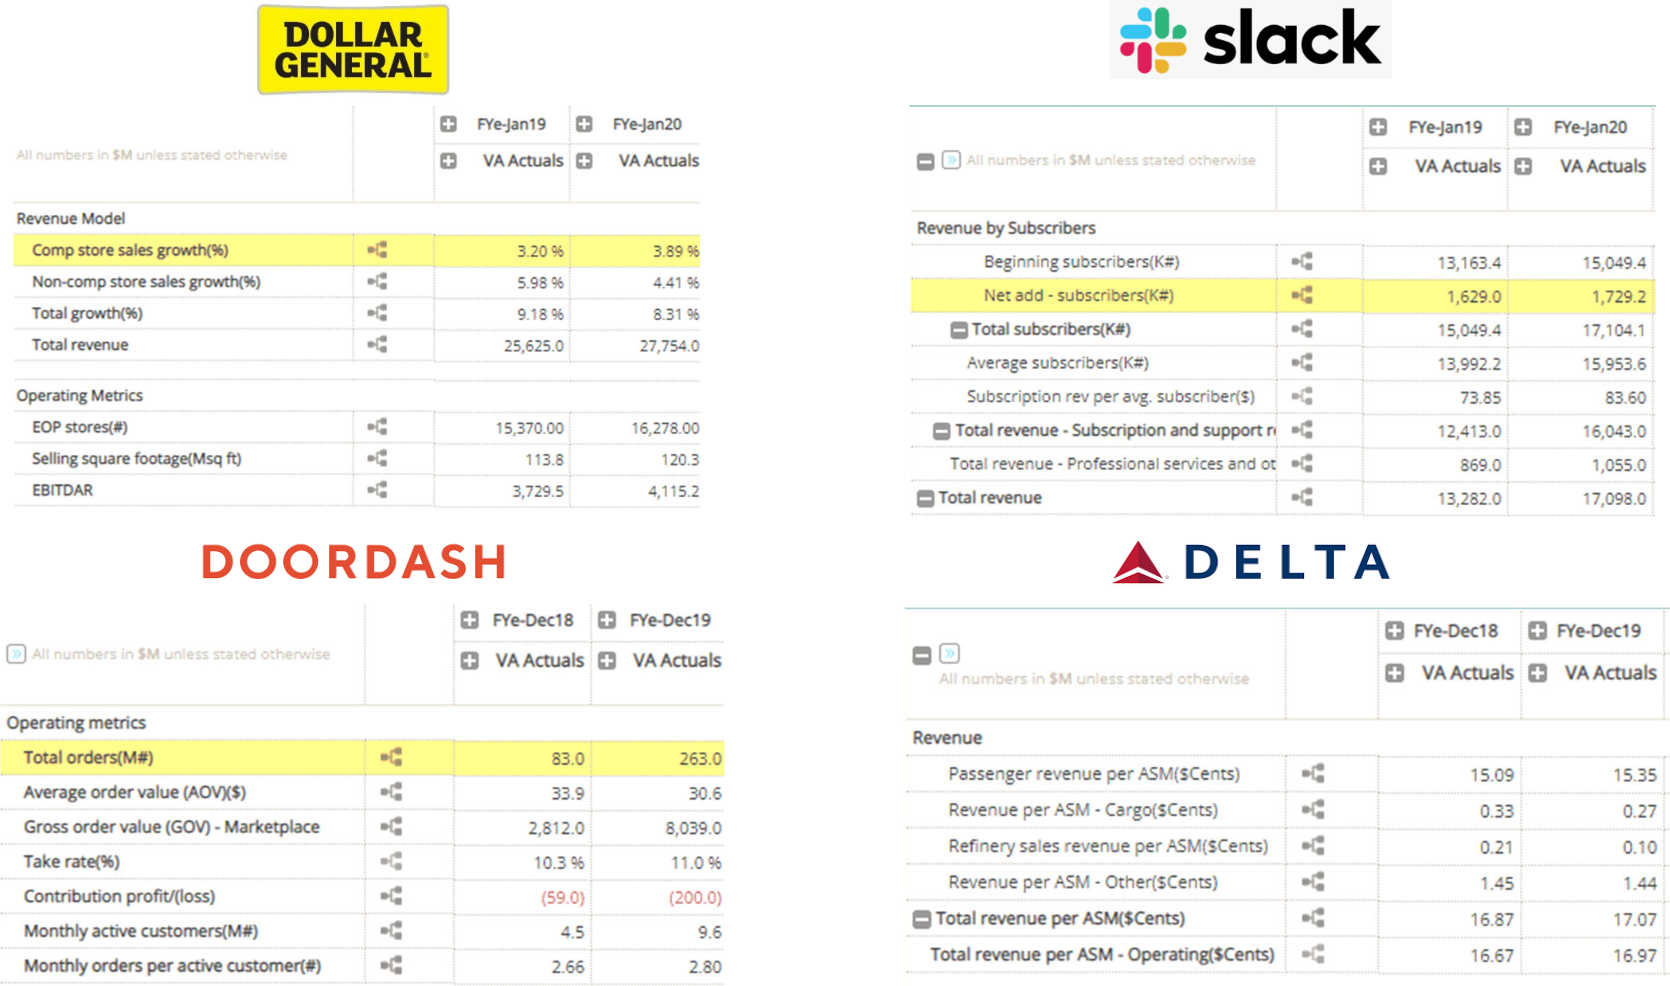 DOLLAR
GENERAL
FYe-Jan19 FYe-Jan20
All numbers in $M unless stated otherwise
VA Actuals VA Actuals
Revenue Model
Comp store sales growth(%) 3.20 % 3.89 %
Non-comp store sales growth(%) 5.98 % 4.41 %
Total growth(%) 9.18 % 8.31 %
Total revenue 25,625.0 27,754.0
Operating Metrics
EOP stores(#) 15,370.00 16,278.00
Selling square footage(Msq ft) 113.8 120.3
EBITDAR 3,729.5 4,115.2
slack
FYe-Jan19 FYe-Jan20
All numbers in $M unless stated otherwise
VA Actuals VA Actuals
Revenue by Subscribers
Beginning subscribers(K#) 13,163.4 15,049.4
Net add - subscribers(K#) 1,629.0 1,729.2
Total subscribers(K#) 15,049.4 17,104.1
Average subscribers(K#) 13,992.2 15,953.6
Subscription rev per avg. subscriber($) 73.85 83.60
Total revenue - Subscription and support r 12,413.0 16,043.0
Total revenue - Professional services and ot 869.0 1,055.0
Total revenue 13,282.0 17,098.0
DOORDASH
FYe-Dec18 FYe-Dec19
All numbers in $M unless stated otherwise
VA Actuals VA Actuals
Operating metrics
Total orders(M#) 83.0 263.0
Average order value (AOV)($) 33.9 30.6
Gross order value (GOV) - Marketplace 2,812.0 8,039.0
Take rate(%) 10.3 % 11.0 %
Contribution profit/(loss) (59.0) (200.0)
Monthly active customers(M#) 4.5 9.6
Monthly orders per active customer(#) 2.66 2.80
DELTA
FYe-Dec18 FYe-Dec19
VA Actuals VA Actuals
All numbers in $M unless stated otherwise
Revenue
Passenger revenue per ASM($Cents) 15.09 15.35
Revenue per ASM - Cargo($Cents) 0.33 0.27
Refinery sales revenue per ASM($Cents) 0.21 0.10
Revenue per ASM - Other($Cents) 1.45 1.44
Total revenue per ASM($Cents) 16.87 17.07
Total revenue per ASM - Operating($Cents) 16.67 16.97